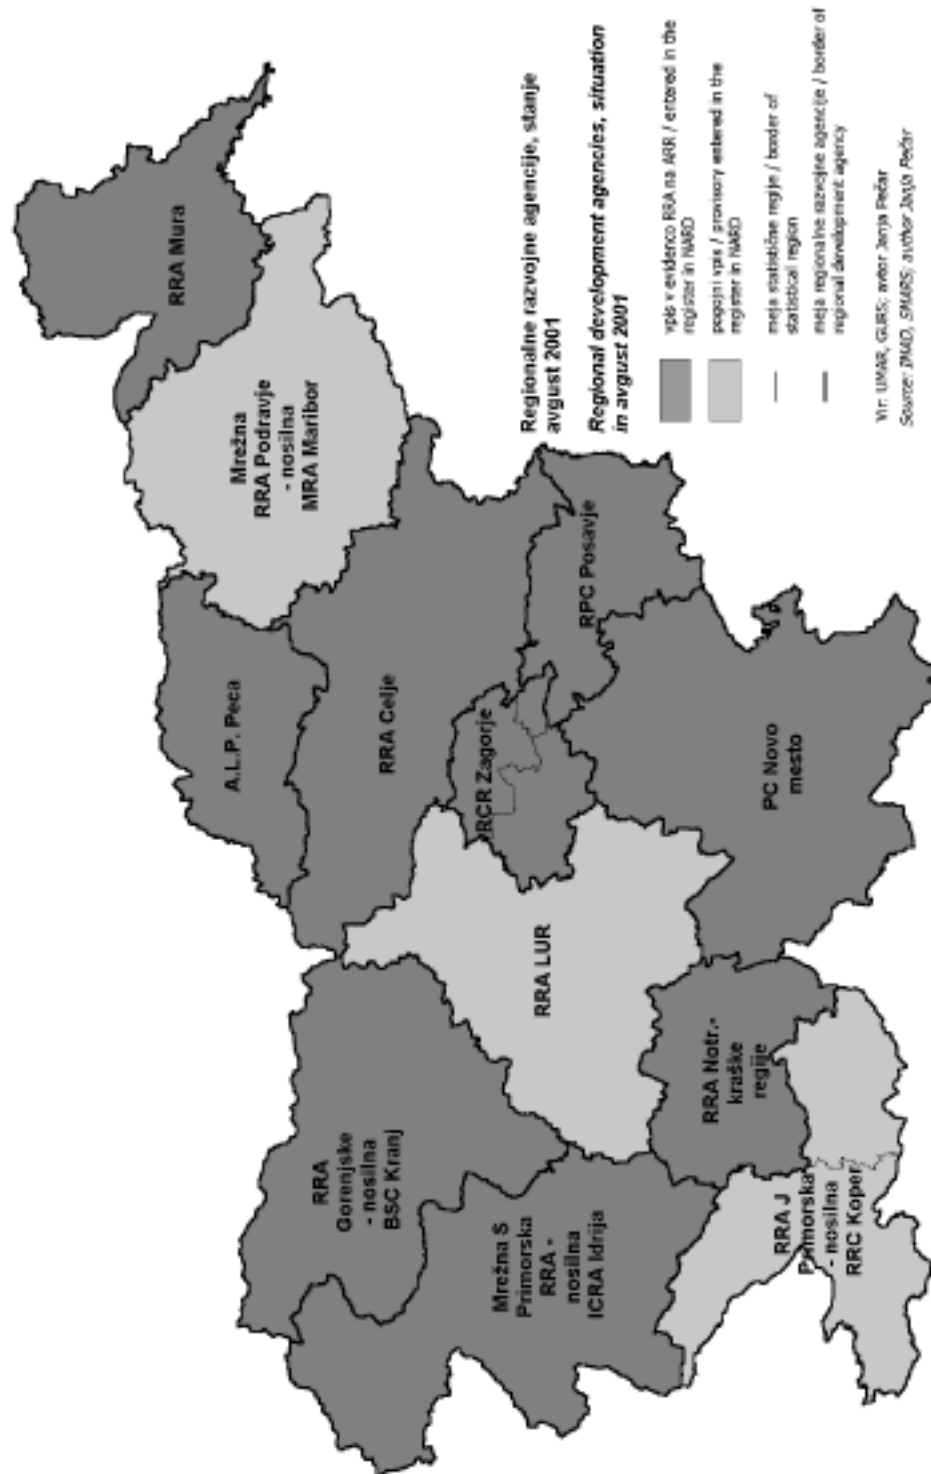 RRA Mura
Mrežna
RRA Podravje
- nosilna
MRA Maribor
A.L.P. Peca
RRA Celje
RCR Zagorje
RPC Posavje
PC Novo
mesto
RRA LUR
RRA
Gorenjske
- nosilna
BSC Kranj
Mrežna S
Primorska
RRA -
nosilna
ICRA Idrija
RRA Notr.-
kraške
regije
RRA J
Primorska
- nosilna
RRC Koper
Regionalne razvojne agencije, stanje
avgust 2001
Regional development agencies, situation
in avgust 2001
vpis v evidenco RRA na ARR / entered in the
register in NARD
pogojni vpis / provisory entered in the
register in NARD
meja statistične regije / border of
statistical region
meja regionalne razvojne agencije / border of
regional development agency
Vir: UMAR, GURS; avtor Janja Pečar
Source: IMAD, SMARS; author Janja Pečar